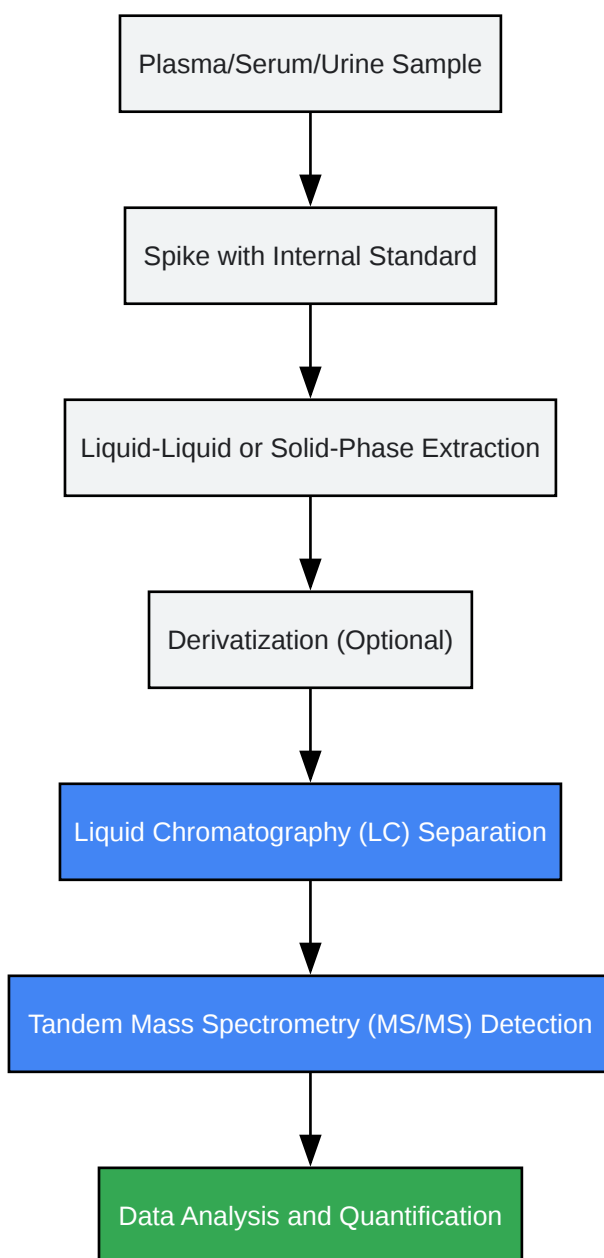 Plasma/Serum/Urine Sample
Spike with Internal Standard
Liquid-Liquid or Solid-Phase Extraction
Derivatization (Optional)
Liquid Chromatography (LC) Separation
Tandem Mass Spectrometry (MS/MS) Detection
Data Analysis and Quantification